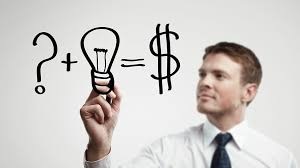 ? + = $